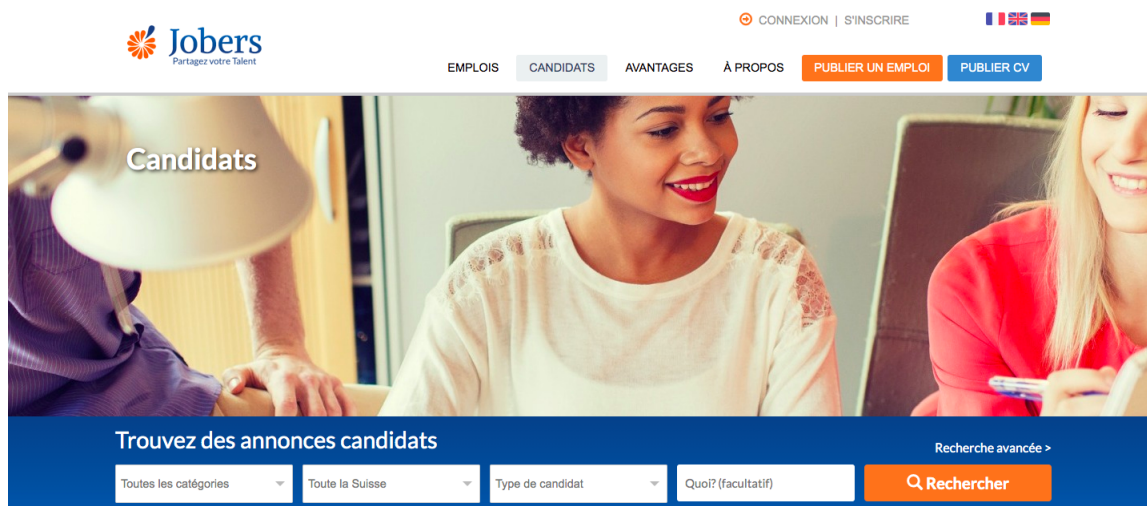 CONNEXION | S'INSCRIRE
Jobers
Partagez votre Talent
EMPLOIS CANDIDATS AVANTAGES À PROPOS PUBLIER UN EMPLOI PUBLIER CV
Candidats
Trouvez des annonces candidats
Recherche avancée >
Toutes les catégories Toute la Suisse Type de candidat Quoi? (facultatif) Rechercher